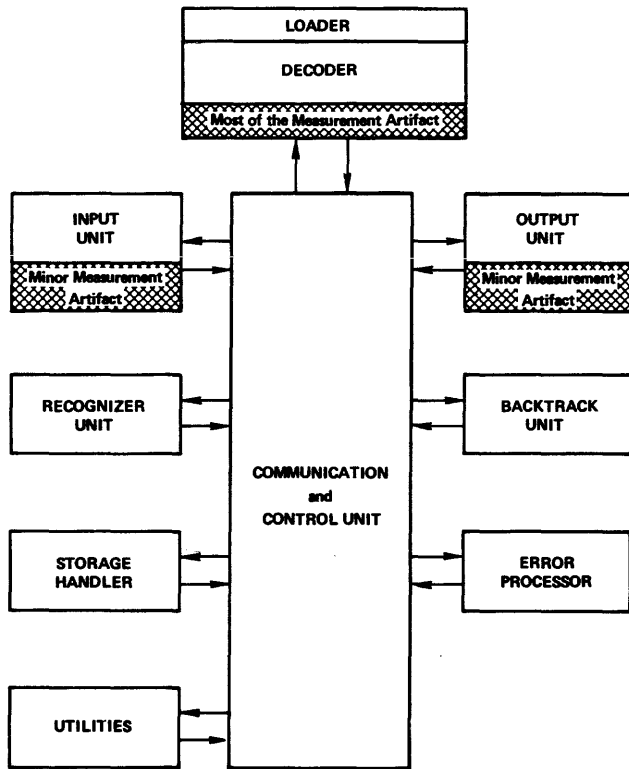 LOADER
DECODER
Most of the Measurement Artifact
INPUT
UNIT
Minor Measurement
Artifact
OUTPUT
UNIT
Minor Measurement
Artifact
RECOGNIZER
UNIT
BACKTRACK
UNIT
COMMUNICATION
and
CONTROL UNIT
STORAGE
HANDLER
ERROR
PROCESSOR
UTILITIES